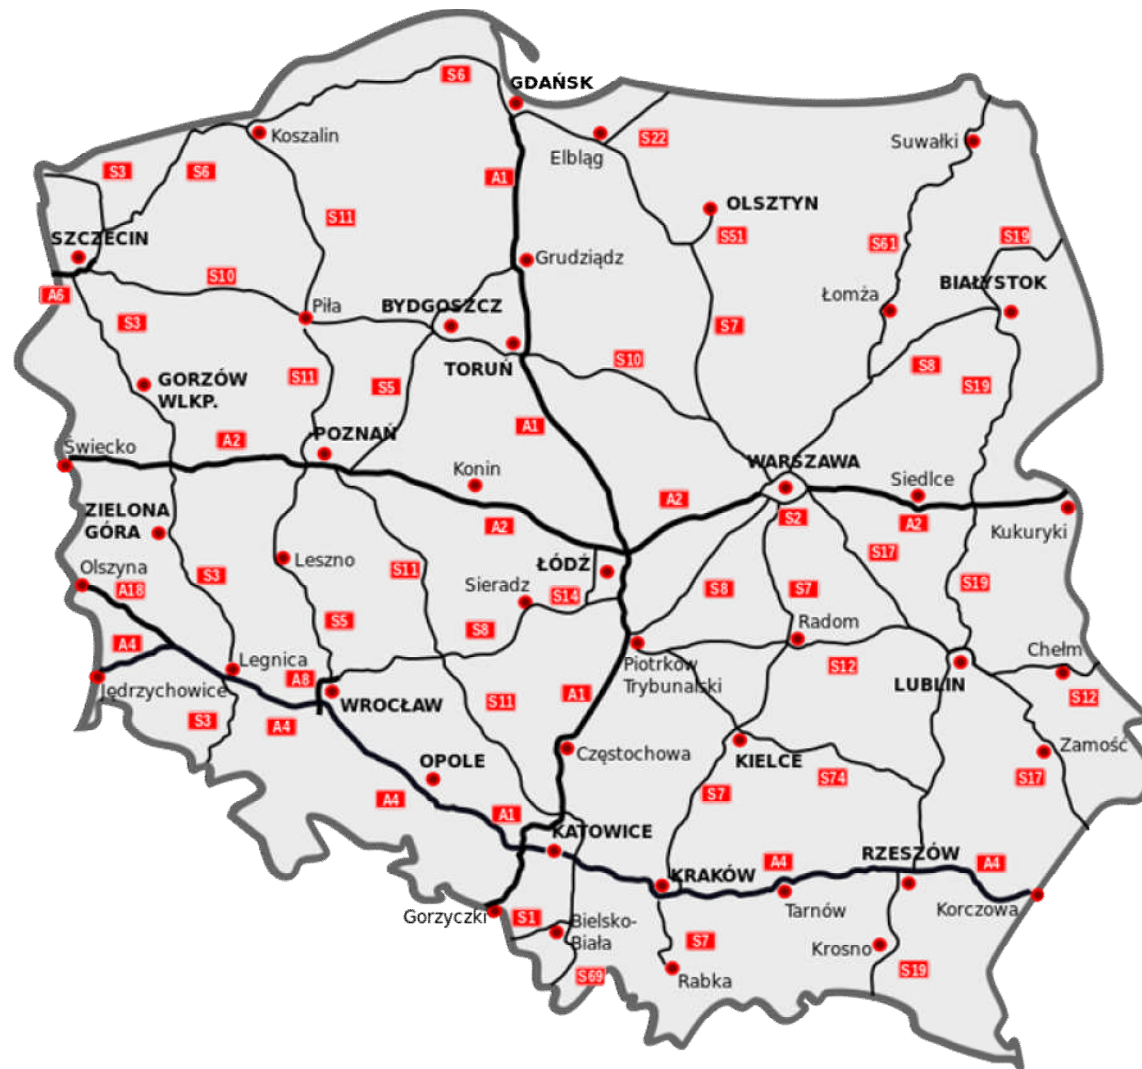 S6
GDAŃSK
Koszalin
Elbląg
S22
Suwałki
S3
S6
A1
S11
OLSZTYN
S51
S61
S19
SZCZECIN
Grudziądz
S10
A6
Łomża
BIAŁYSTOK
Piła
BYDGOSZCZ
S3
S7
S10
S8
TORUŃ
GORZÓW
WLKP.
S11
S5
S19
A1
POZNAŃ
A2
Świecko
Konin
WARSZAWA
Siedlce
A2
A2
S2
A2
Kukuryki
ZIELONA
GÓRA
S17
Olszyna
A18
S3
Leszno
S11
ŁÓDŹ
Sieradz
S14
S8
S7
S19
S5
S8
Radom
A4
Legnica
Piotrków
Trybunalski
S12
Chełm
A8
Jędrzychowice
WROCŁAW
S11
A1
LUBLIN
S12
S3
A4
Częstochowa
KIELCE
Zamość
OPOLE
S74
S17
A4
S7
A1
KATOWICE
KRAKÓW
A4
RZESZÓW
A4
Gorzyczki
S1
Bielsko-
Biała
Tarnów
Korczowa
S7
Krosno
S69
Rabka
S19